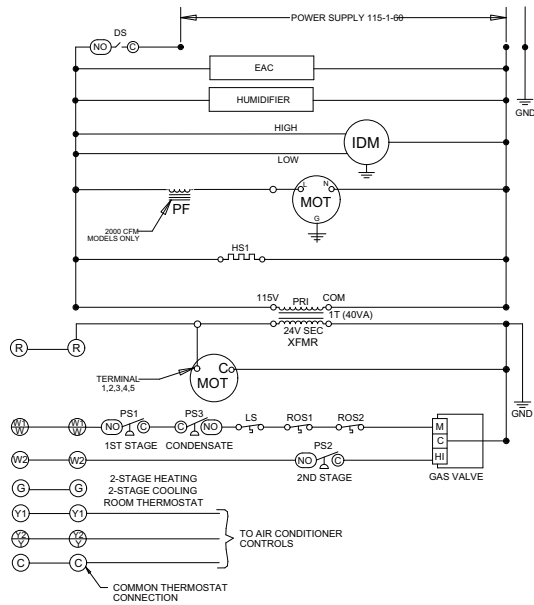 POWER SUPPLY 115-1-60
DS
NO
C
EAC
GND
HUMIDIFIER
HIGH
IDM
LOW
L
N
MOT
G
PF
2000 CFM
MODELS ONLY
HS1
115V
PRI
COM
1T (40VA)
24V SEC
XFMR
R
R
C
MOT
TERMINAL
1,2,3,4,5
GND
PS1
PS3
LS
ROS1
ROS2
W1
W
W1
W
NO
C
C
NO
M
1ST STAGE
CONDENSATE
PS2
C
W2
W2
NO
C
HI
2ND STAGE
GAS VALVE
G
G
2-STAGE HEATING
2-STAGE COOLING
ROOM THERMOSTAT
Y1
Y1
Y2
Y
Y2
Y
TO AIR CONDITIONER
CONTROLS
C
C
COMMON THERMOSTAT
CONNECTION